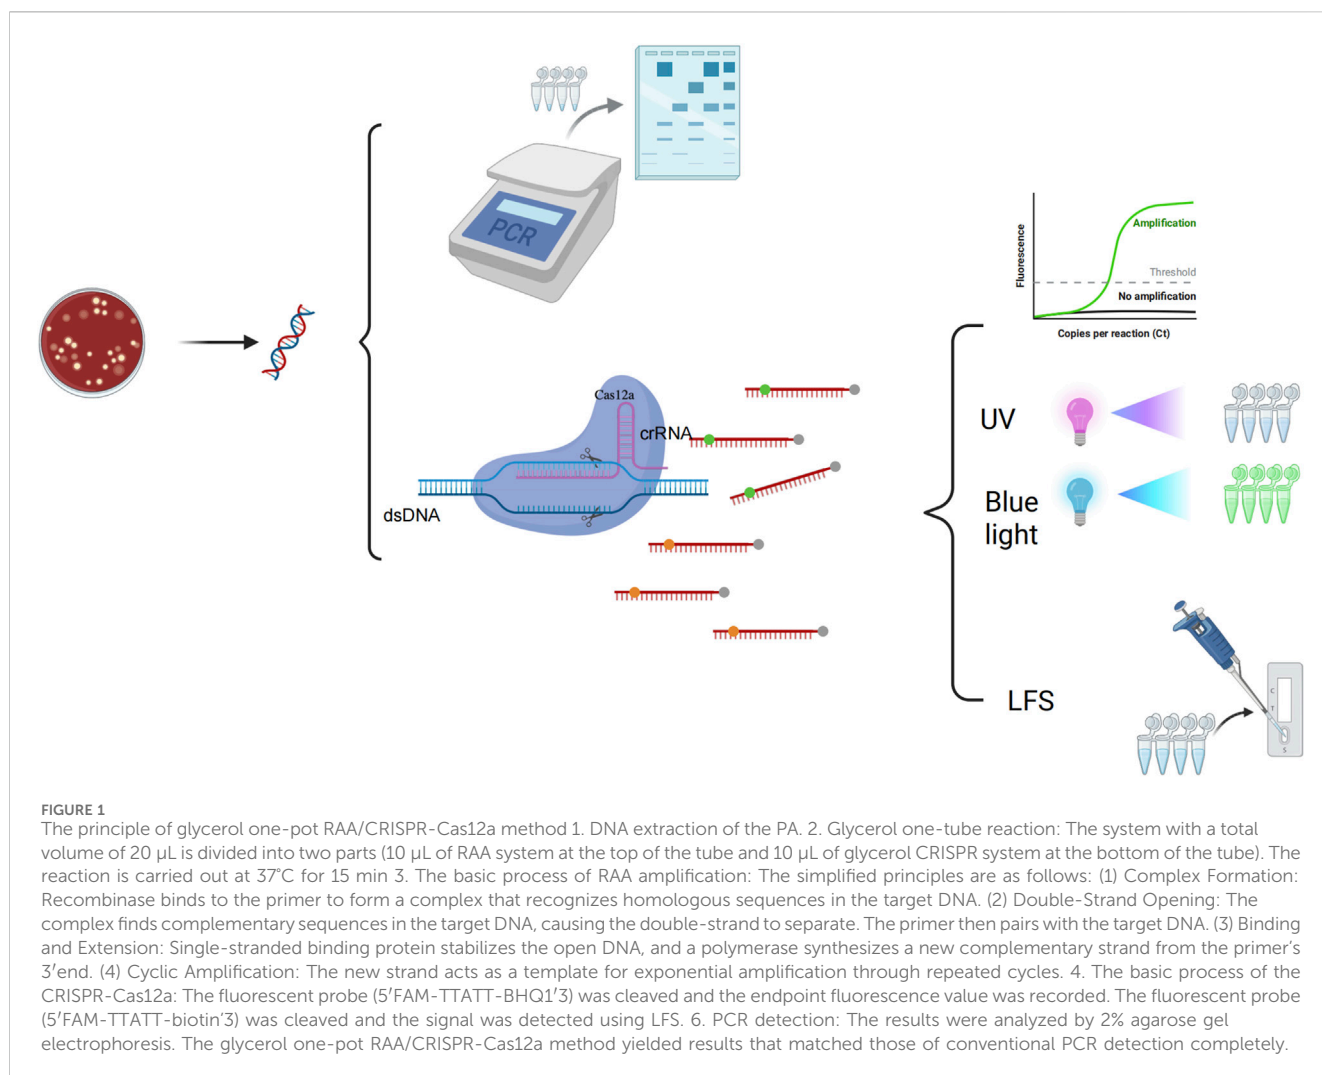 PCR
Amplification
Threshold
No amplification
Fluorescence
Copies per reaction (Ct)
Cas12a
crRNA
dsDNA
UV
Blue
light
LFS
C
T
S
FIGURE 1
The principle of glycerol one-pot RAA/CRISPR-Cas12a method 1. DNA extraction of the PA. 2. Glycerol one-tube reaction: The system with a total
volume of 20 μL is divided into two parts (10 μL of RAA system at the top of the tube and 10 μL of glycerol CRISPR system at the bottom of the tube). The
reaction is carried out at 37°C for 15 min 3. The basic process of RAA amplification: The simplified principles are as follows: (1) Complex Formation:
Recombinase binds to the primer to form a complex that recognizes homologous sequences in the target DNA. (2) Double-Strand Opening: The
complex finds complementary sequences in the target DNA, causing the double-strand to separate. The primer then pairs with the target DNA. (3) Binding
and Extension: Single-stranded binding protein stabilizes the open DNA, and a polymerase synthesizes a new complementary strand from the primer's
3′end. (4) Cyclic Amplification: The new strand acts as a template for exponential amplification through repeated cycles. 4. The basic process of the
CRISPR-Cas12a: The fluorescent probe (5′FAM-TTATT-BHQ1′3) was cleaved and the endpoint fluorescence value was recorded. The fluorescent probe
(5′FAM-TTATT-biotin′3) was cleaved and the signal was detected using LFS. 6. PCR detection: The results were analyzed by 2% agarose gel
electrophoresis. The glycerol one-pot RAA/CRISPR-Cas12a method yielded results that matched those of conventional PCR detection completely.